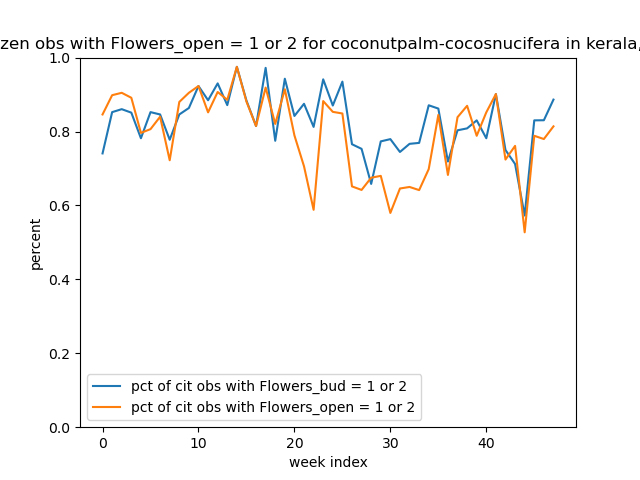 zen obs with Flowers_open = 1 or 2 for coconutpalm-cocosnucifera in kerala,
1.0
0.8
0.6
0.4
0.2
0.0
percent
pct of cit obs with Flowers_bud = 1 or 2
pct of cit obs with Flowers_open = 1 or 2
0 10 20 30 40
week index